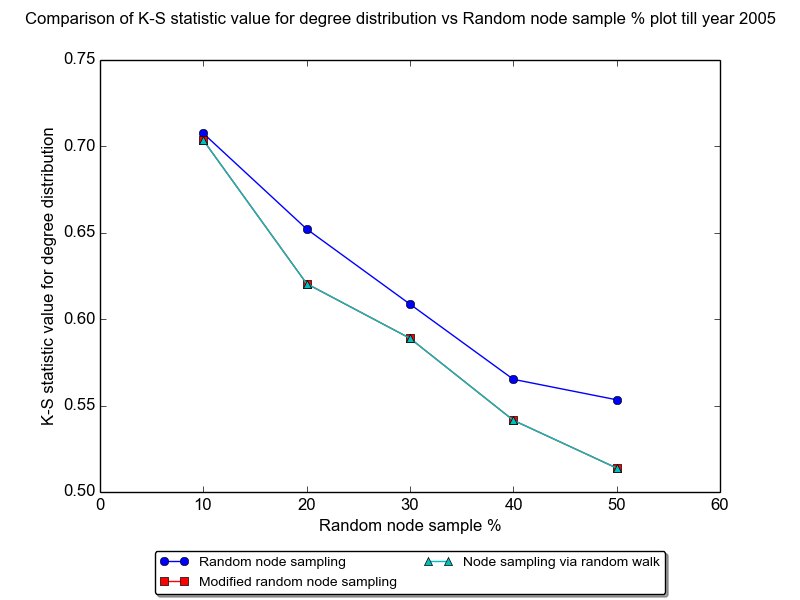 Comparison of K-S statistic value for degree distribution vs Random node sample % plot till year 2005
0.75
0.70
0.65
0.60
0.55
0.50
K-S statistic value for degree distribution
0 10 20 30 40 50 60
Random node sample %
Random node sampling
Modified random node sampling
Node sampling via random walk